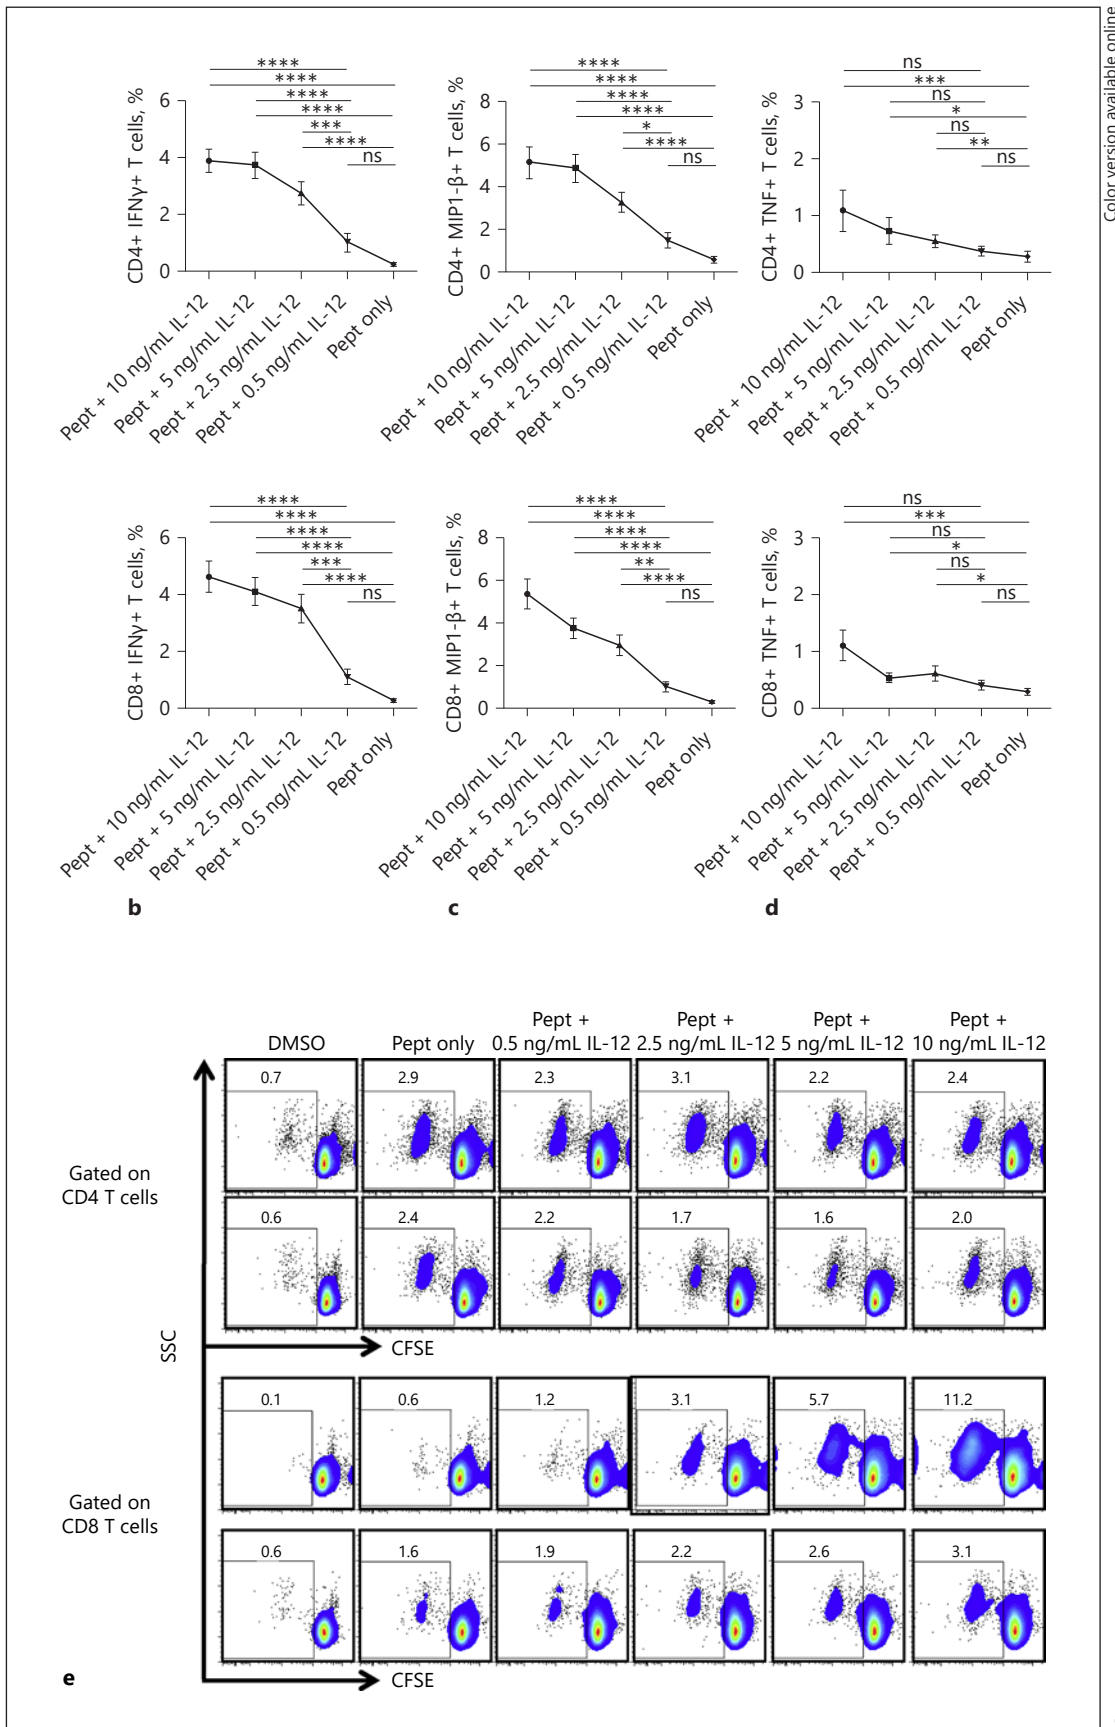 Color version available online
****
****
****
****
***
****
ns
CD4+ IFNγ+ T cells, %
6
4
2
0
Pept + 10 ng/mL IL-12
Pept + 5 ng/mL IL-12
Pept + 2.5 ng/mL IL-12
Pept + 0.5 ng/mL IL-12
Pept only
****
****
****
****
*
****
ns
CD4+ MIP1-β+ T cells, %
8
6
4
2
0
Pept + 10 ng/mL IL-12
Pept + 5 ng/mL IL-12
Pept + 2.5 ng/mL IL-12
Pept + 0.5 ng/mL IL-12
Pept only
ns
***
ns
*
ns
**
ns
CD4+ TNF+ T cells, %
3
2
1
0
Pept + 10 ng/mL IL-12
Pept + 5 ng/mL IL-12
Pept + 2.5 ng/mL IL-12
Pept + 0.5 ng/mL IL-12
Pept only
****
****
****
****
***
****
ns
CD8+ IFNγ+ T cells, %
6
4
2
0
Pept + 10 ng/mL IL-12
Pept + 5 ng/mL IL-12
Pept + 2.5 ng/mL IL-12
Pept + 0.5 ng/mL IL-12
Pept only
b
****
****
****
****
**
****
ns
CD8+ MIP1-β+ T cells, %
8
6
4
2
0
Pept + 10 ng/mL IL-12
Pept + 5 ng/mL IL-12
Pept + 2.5 ng/mL IL-12
Pept + 0.5 ng/mL IL-12
Pept only
c
ns
***
ns
*
ns
*
ns
CD8+ TNF+ T cells, %
3
2
1
0
Pept + 10 ng/mL IL-12
Pept + 5 ng/mL IL-12
Pept + 2.5 ng/mL IL-12
Pept + 0.5 ng/mL IL-12
Pept only
d
DMSO
Pept only
Pept +
0.5 ng/mL IL-12
Pept +
2.5 ng/mL IL-12
Pept +
5 ng/mL IL-12
Pept +
10 ng/mL IL-12
0.7 2.9 2.3 3.1 2.2 2.4
Gated on
CD4 T cells
0.6 2.4 2.2 1.7 1.6 2.0
SSC
CFSE
0.1 0.6 1.2 3.1 5.7 11.2
Gated on
CD8 T cells
0.6 1.6 1.9 2.2 2.6 3.1
CFSE
e